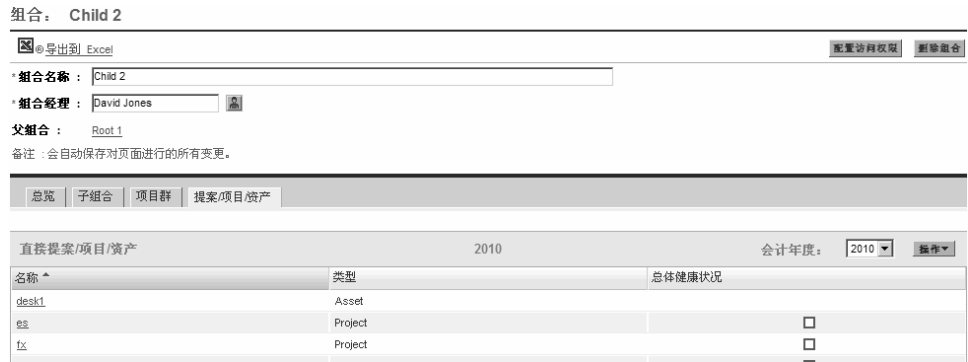 组合： Child 2
导出到 Excel
配置访问权限 删除组合
*组合名称： Child 2
*组合经理： David Jones
父组合： Root 1
备注：会自动保存对页面进行的所有变更。
总览 子组合 项目群 提案/项目/资产
直接提案/项目/资产 2010 会计年度： 2010 操作
名称 类型 总体健康状况
desk1 Asset
es Project
fx Project